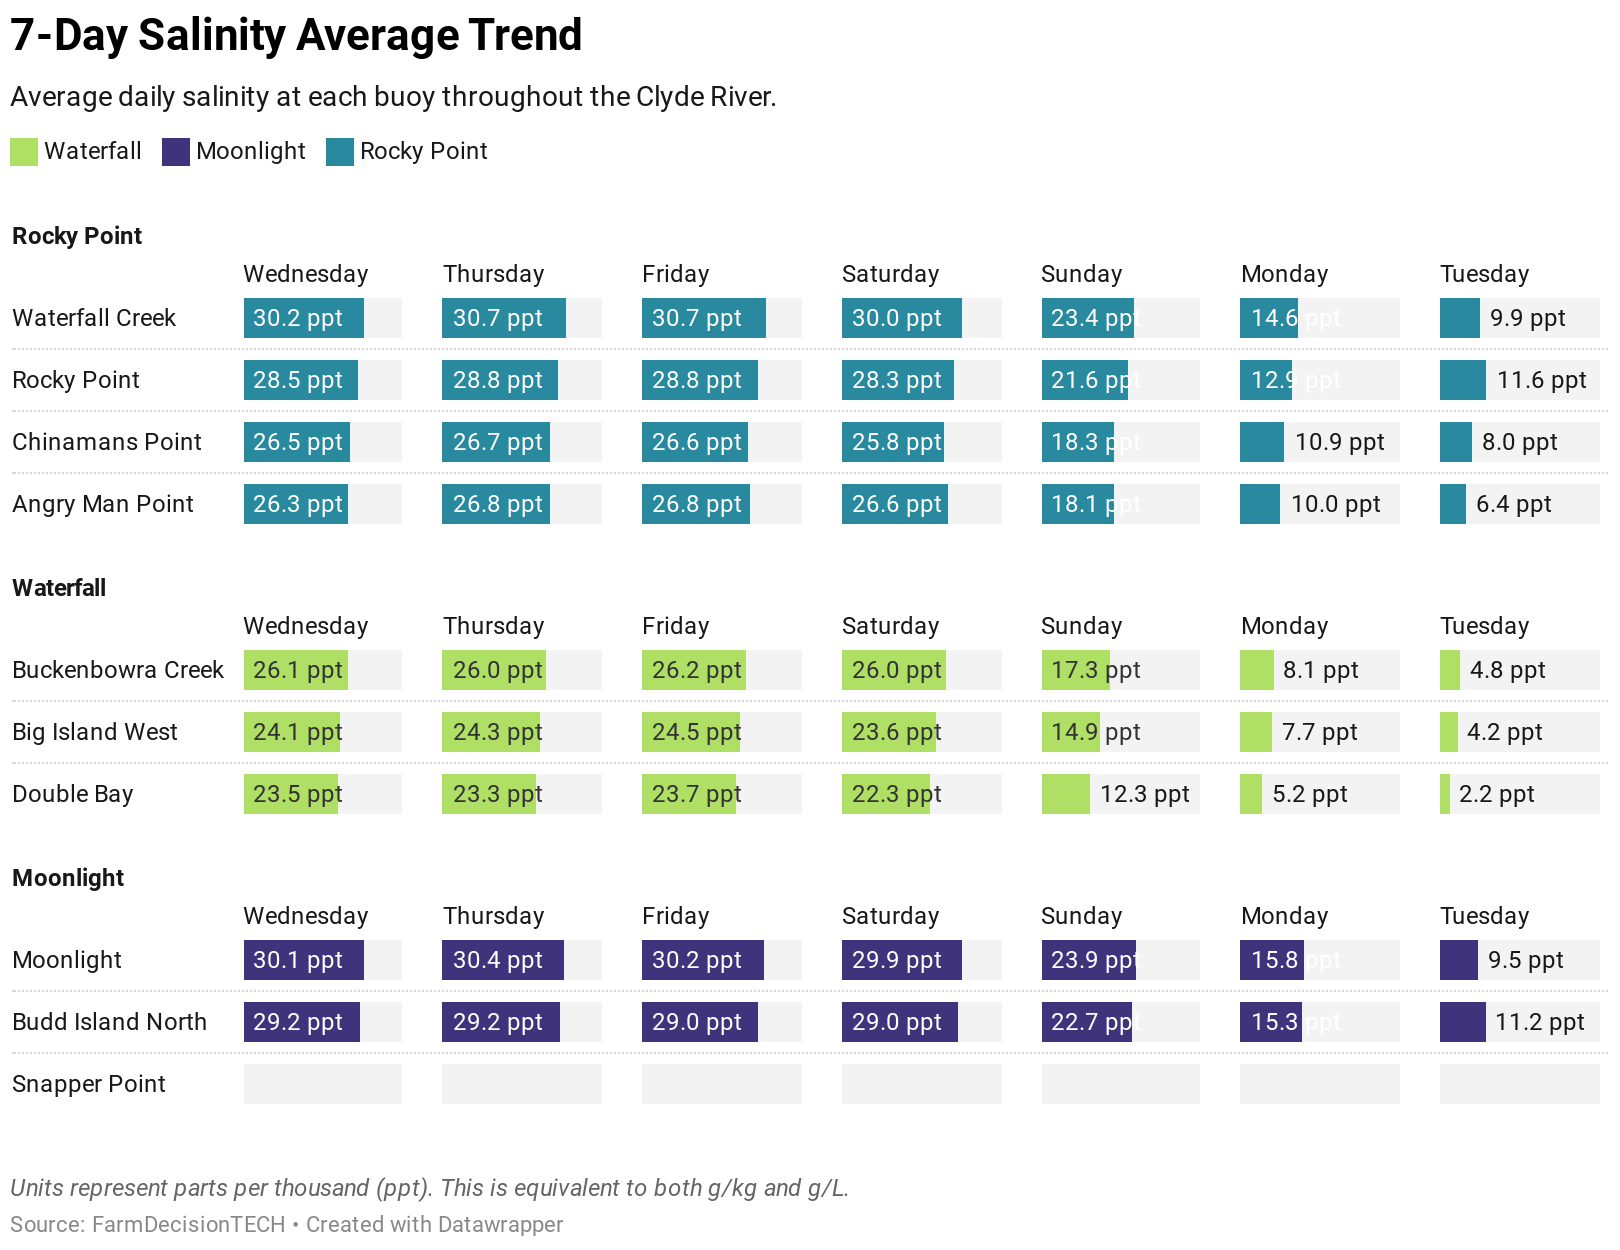 7-Day Salinity Average Trend
Average daily salinity at each buoy throughout the Clyde River.
Waterfall Moonlight Rocky Point
Rocky Point
Wednesday Thursday Friday Saturday Sunday Monday Tuesday
Waterfall Creek 30.2 ppt 30.7 ppt 30.7 ppt 30.0 ppt 23.4 ppt 14.6 ppt 9.9 ppt
Rocky Point 28.5 ppt 28.8 ppt 28.8 ppt 28.3 ppt 21.6 ppt 12.9 ppt 11.6 ppt
Chinamans Point 26.5 ppt 26.7 ppt 26.6 ppt 25.8 ppt 18.3 ppt 10.9 ppt 8.0 ppt
Angry Man Point 26.3 ppt 26.8 ppt 26.8 ppt 26.6 ppt 18.1 ppt 10.0 ppt 6.4 ppt
Waterfall
Wednesday Thursday Friday Saturday Sunday Monday Tuesday
Buckenbowra Creek 26.1 ppt 26.0 ppt 26.2 ppt 26.0 ppt 17.3 ppt 8.1 ppt 4.8 ppt
Big Island West 24.1 ppt 24.3 ppt 24.5 ppt 23.6 ppt 14.9 ppt 7.7 ppt 4.2 ppt
Double Bay 23.5 ppt 23.3 ppt 23.7 ppt 22.3 ppt 12.3 ppt 5.2 ppt 2.2 ppt
Moonlight
Wednesday Thursday Friday Saturday Sunday Monday Tuesday
Moonlight 30.1 ppt 30.4 ppt 30.2 ppt 29.9 ppt 23.9 ppt 15.8 ppt 9.5 ppt
Budd Island North 29.2 ppt 29.2 ppt 29.0 ppt 29.0 ppt 22.7 ppt 15.3 ppt 11.2 ppt
Snapper Point
Units represent parts per thousand (ppt). This is equivalent to both g/kg and g/L.
Source: FarmDecisionTECH • Created with Datawrapper